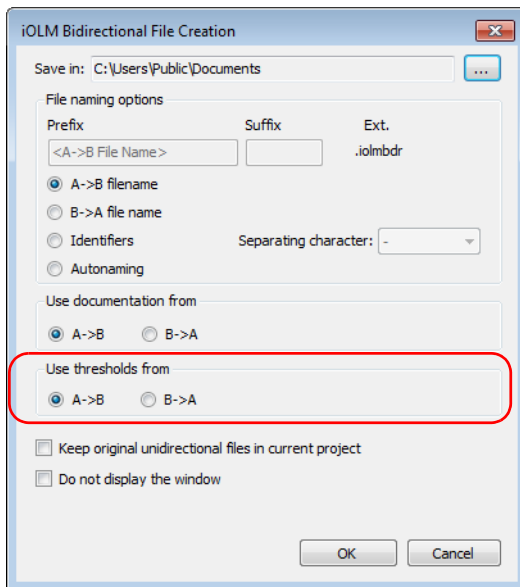 iOLM Bidirectional File Creation
Save in: C:\Users\Public\Documents ...
File naming options
Prefix Suffix Ext.
<A->B File Name> .iolmbdr
A->B filename
B->A file name
Identifiers Separating character: -
Autonaming
Use documentation from
A->B B->A
Use thresholds from
A->B B->A
Keep original unidirectional files in current project
Do not display the window
OK Cancel